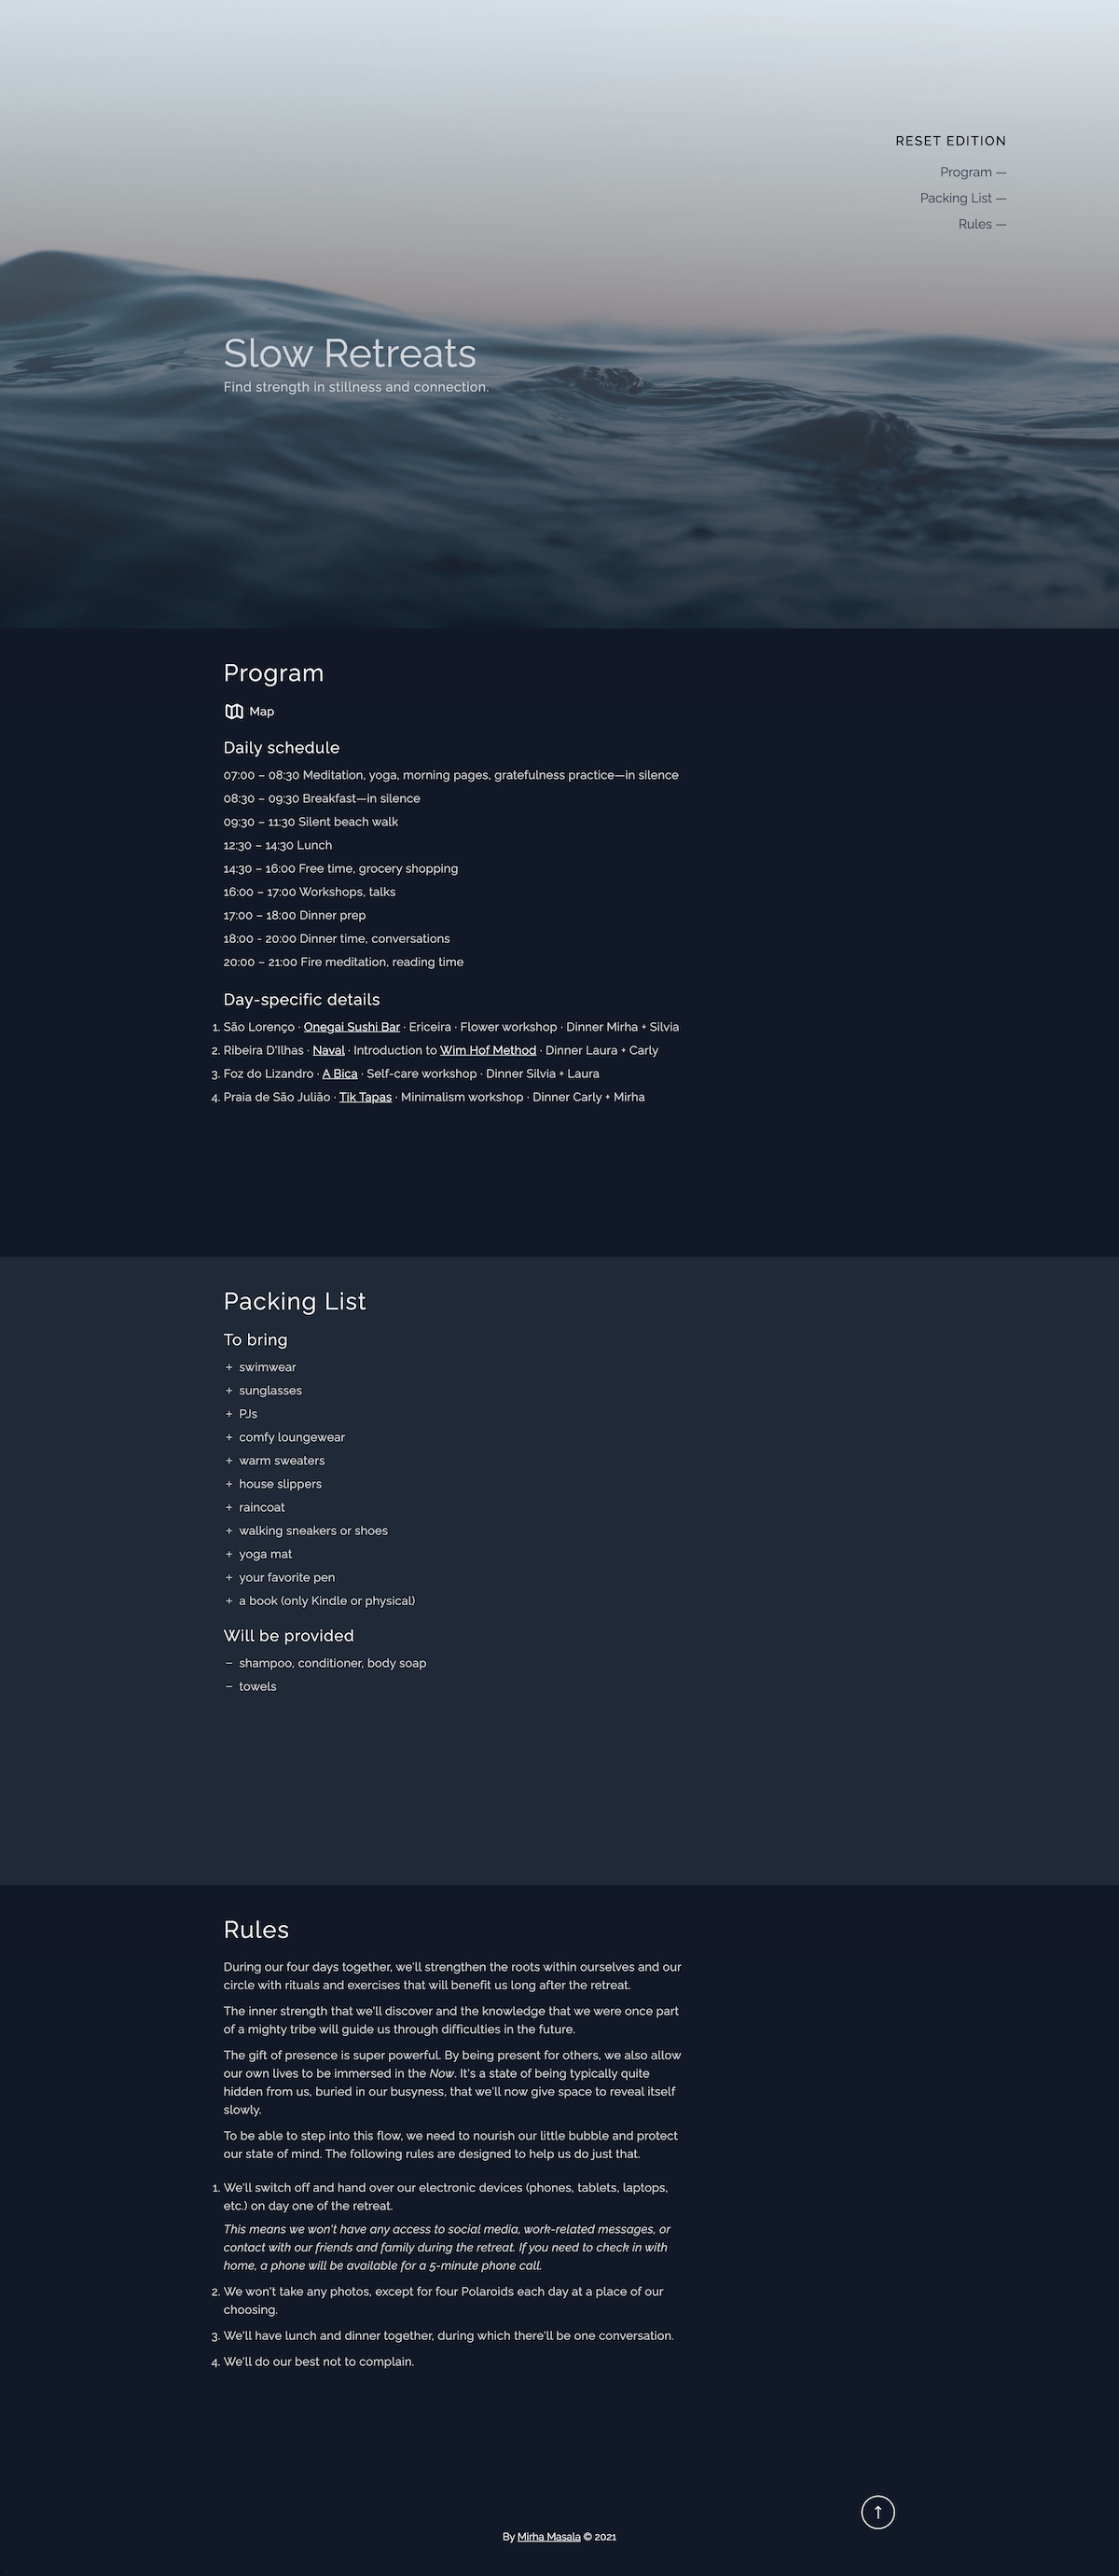 RESET EDITION
Program —
Packing List —
Rules —
Slow Retreats
Find strength in stillness and connection.
Program
Map
Daily schedule
07:00 – 08:30 Meditation, yoga, morning pages, gratefulness practice—in silence
08:30 – 09:30 Breakfast—in silence
09:30 – 11:30 Silent beach walk
12:30 – 14:30 Lunch
14:30 – 16:00 Free time, grocery shopping
16:00 – 17:00 Workshops, talks
17:00 – 18:00 Dinner prep
18:00 - 20:00 Dinner time, conversations
20:00 – 21:00 Fire meditation, reading time
Day-specific details
1. São Lorenço · Onegai Sushi Bar · Ericeira · Flower workshop · Dinner Mirha + Silvia
2. Ribeira D'Ilhas · Naval · Introduction to Wim Hof Method · Dinner Laura + Carly
3. Foz do Lizandro · A Bica · Self-care workshop · Dinner Silvia + Laura
4. Praia de São Julião · Tik Tapas · Minimalism workshop · Dinner Carly + Mirha
Packing List
To bring
+ swimwear
+ sunglasses
+ PJs
+ comfy loungewear
+ warm sweaters
+ house slippers
+ raincoat
+ walking sneakers or shoes
+ yoga mat
+ your favorite pen
+ a book (only Kindle or physical)
Will be provided
– shampoo, conditioner, body soap
– towels
Rules
During our four days together, we'll strengthen the roots within ourselves and our
circle with rituals and exercises that will benefit us long after the retreat.
The inner strength that we'll discover and the knowledge that we were once part
of a mighty tribe will guide us through difficulties in the future.
The gift of presence is super powerful. By being present for others, we also allow
our own lives to be immersed in the Now. It's a state of being typically quite
hidden from us, buried in our busyness, that we'll now give space to reveal itself
slowly.
To be able to step into this flow, we need to nourish our little bubble and protect
our state of mind. The following rules are designed to help us do just that.
1. We'll switch off and hand over our electronic devices (phones, tablets, laptops,
etc.) on day one of the retreat.
This means we won't have any access to social media, work-related messages, or
contact with our friends and family during the retreat. If you need to check in with
home, a phone will be available for a 5-minute phone call.
2. We won't take any photos, except for four Polaroids each day at a place of our
choosing.
3. We'll have lunch and dinner together, during which there'll be one conversation.
4. We'll do our best not to complain.
↑
By Mirha Masala © 2021